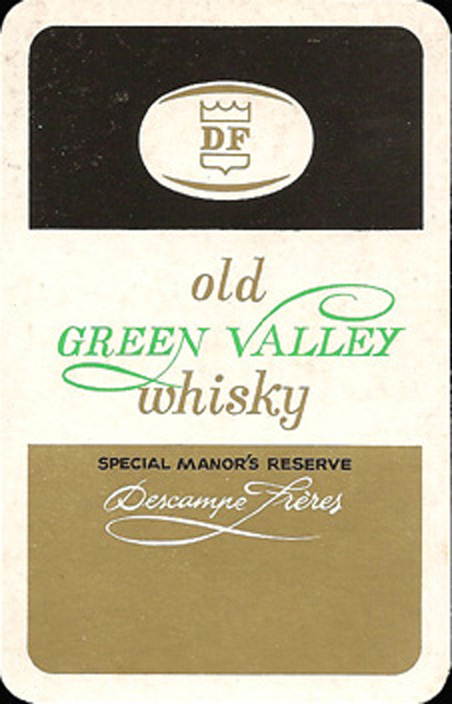 DF
old
GREEN VALLEY
whisky
SPECIAL MANOR'S RESERVE
Descampe Frères